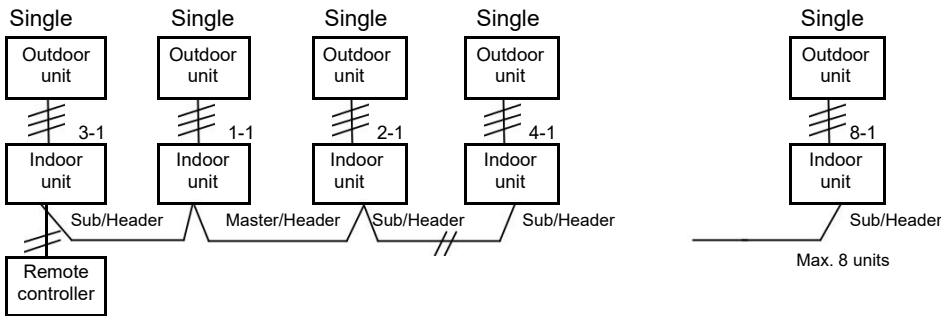 Single Single Single Single Single
Outdoor unit Outdoor unit Outdoor unit Outdoor unit Outdoor unit
3-1 1-1 2-1 4-1 8-1
Indoor unit Indoor unit Indoor unit Indoor unit Indoor unit
Sub/Header Master/Header Sub/Header Sub/Header Sub/Header
Max. 8 units
Remote
controller